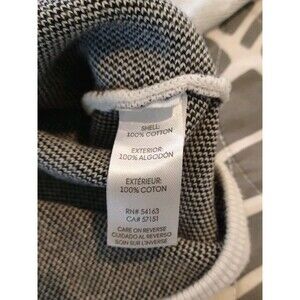 SHELL:
100% COTTON
EXTERIOR:
100% ALGODÓN
EXTÉRIEUR:
100% COTON
RN# 54163
CA# 57151
CARE ON REVERSE
CUIDADO AL REVERSO
SOIN SUR L'INVERSE